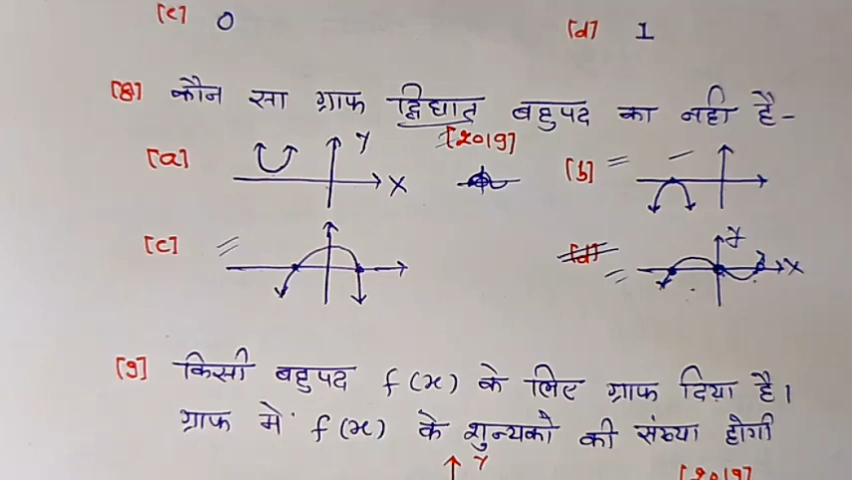 [c] 0 [d] 1
[8] कौन सा ग्राफ द्विघात बहुपद का नही है-
[2019]
[a] Y X [b]
[c] [d] y X
[9] किसी बहुपद f(x) के लिए ग्राफ दिया है।
ग्राफ में f(x) के शुन्यको की संख्या होगी
Y [2019]